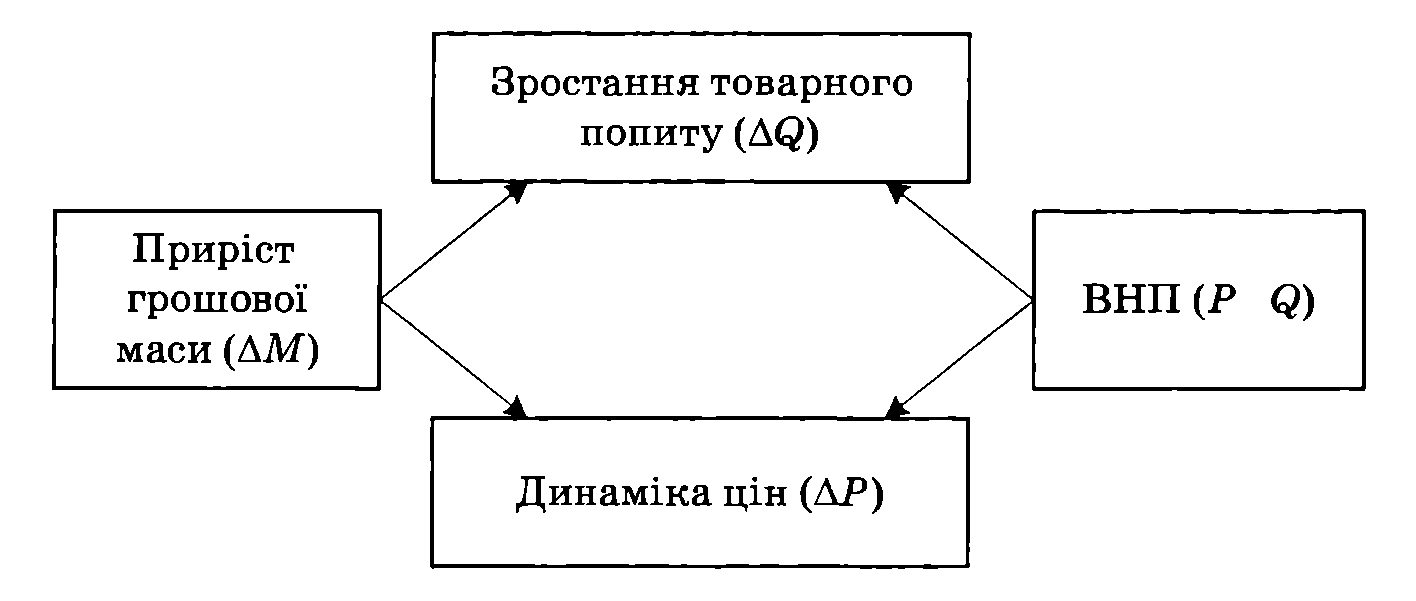 Зростання товарного
попиту (ΔQ)
Приріст
грошової
маси (ΔM)
ВНП (P Q)
Динаміка цін (ΔP)